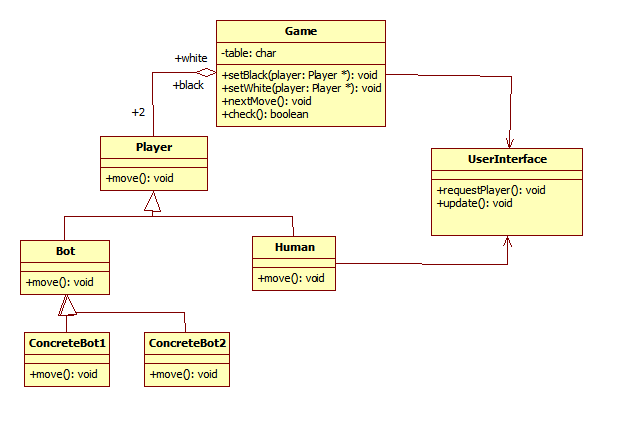 Game
-table: char
+setBlack(player: Player *): void
+setWhite(player: Player *): void
+nextMove(): void
+check(): boolean
+white
+black
+2
Player
+move(): void
UserInterface
+requestPlayer(): void
+update(): void
Bot
+move(): void
Human
+move(): void
ConcreteBot1
+move(): void
ConcreteBot2
+move(): void